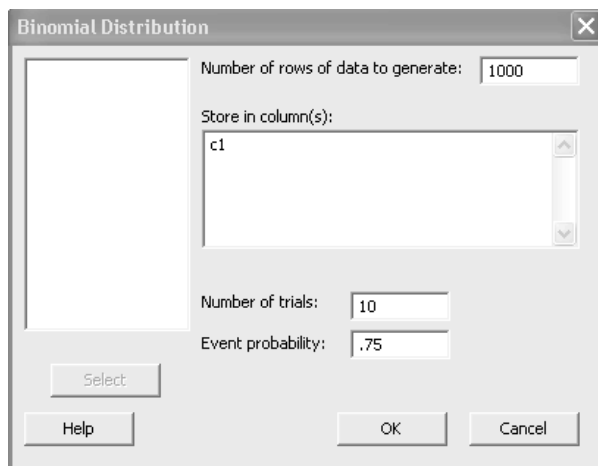 Binomial Distribution
Number of rows of data to generate: 1000
Store in column(s):
c1
Number of trials: 10
Event probability: .75
Select
Help OK Cancel